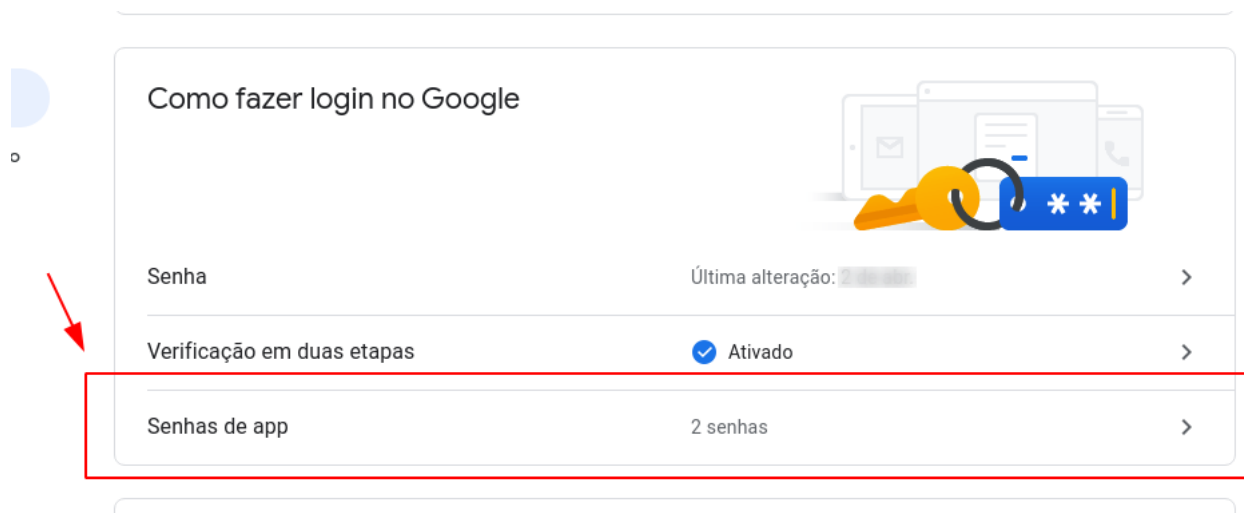 Como fazer login no Google
o
* *
Senha
Última alteração:
Verificação em duas etapas
Ativado
Senhas de app
2 senhas